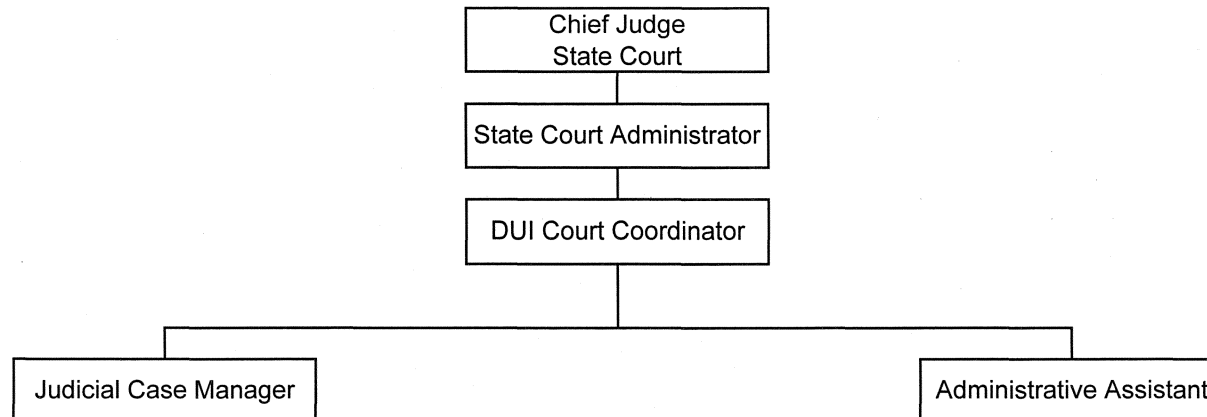 Chief Judge
State Court
State Court Administrator
DUI Court Coordinator
Judicial Case Manager
Administrative Assistant